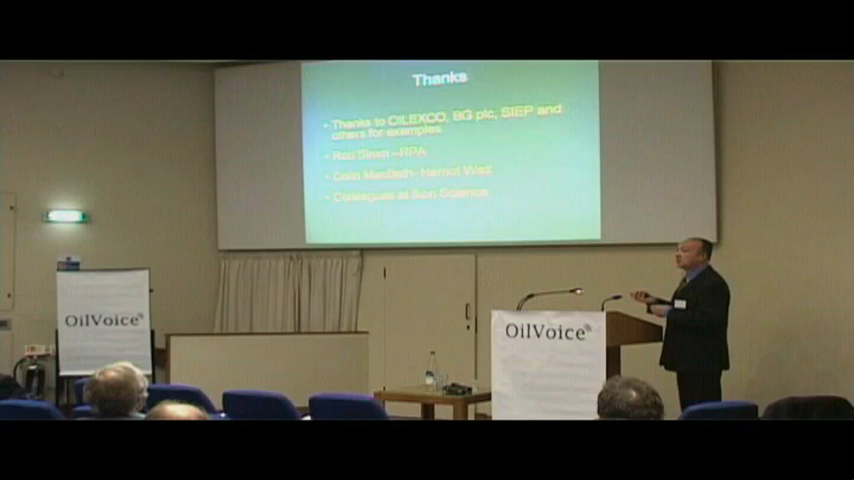 Thanks
• Thanks to OILEXCO, BG plc, SIEP and
others for examples
• Rob Simm –RPA
• Colin MacBeth- Herriot Watt
• Colleagues at Ikon Science
OilVoice
OilVoice